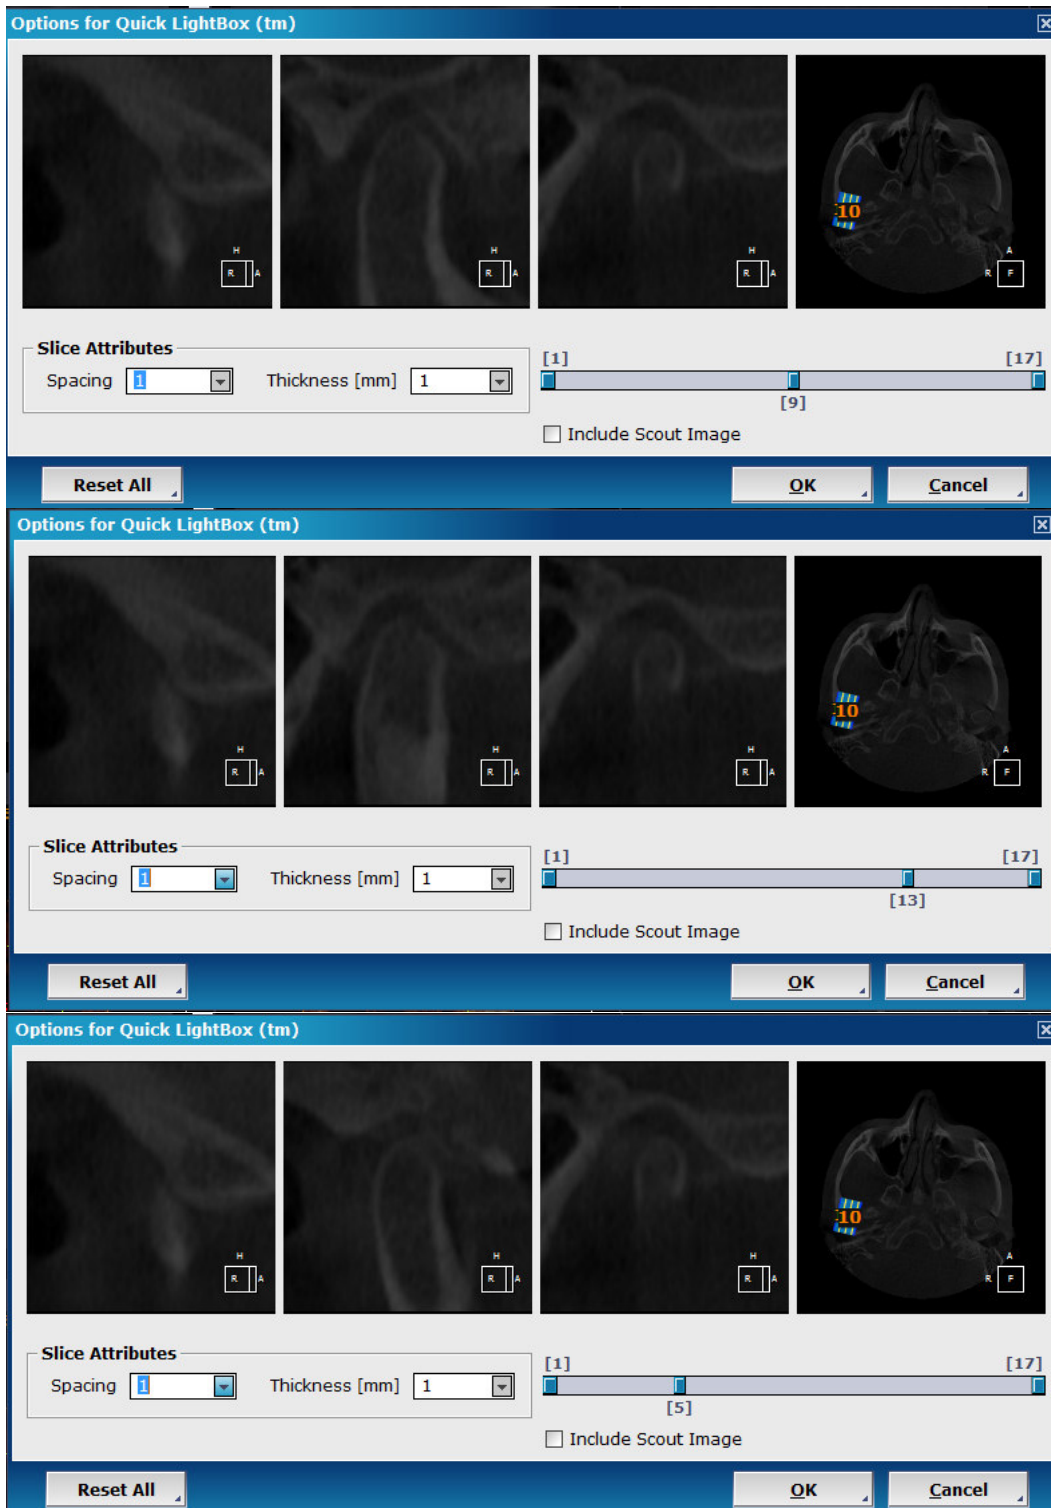 Options for Quick LightBox (tm)
H
R A
H
R A
H
R A
10
A
R F
Slice Attributes
Spacing 1 Thickness [mm] 1
[1] [17]
[9]
Include Scout Image
Reset All OK Cancel
Options for Quick LightBox (tm)
H
R A
H
R A
H
R A
10
A
R F
Slice Attributes
Spacing 1 Thickness [mm] 1
[1] [17]
[13]
Include Scout Image
Reset All OK Cancel
Options for Quick LightBox (tm)
H
R A
H
R A
H
R A
10
A
R F
Slice Attributes
Spacing 1 Thickness [mm] 1
[1] [17]
[5]
Include Scout Image
Reset All OK Cancel